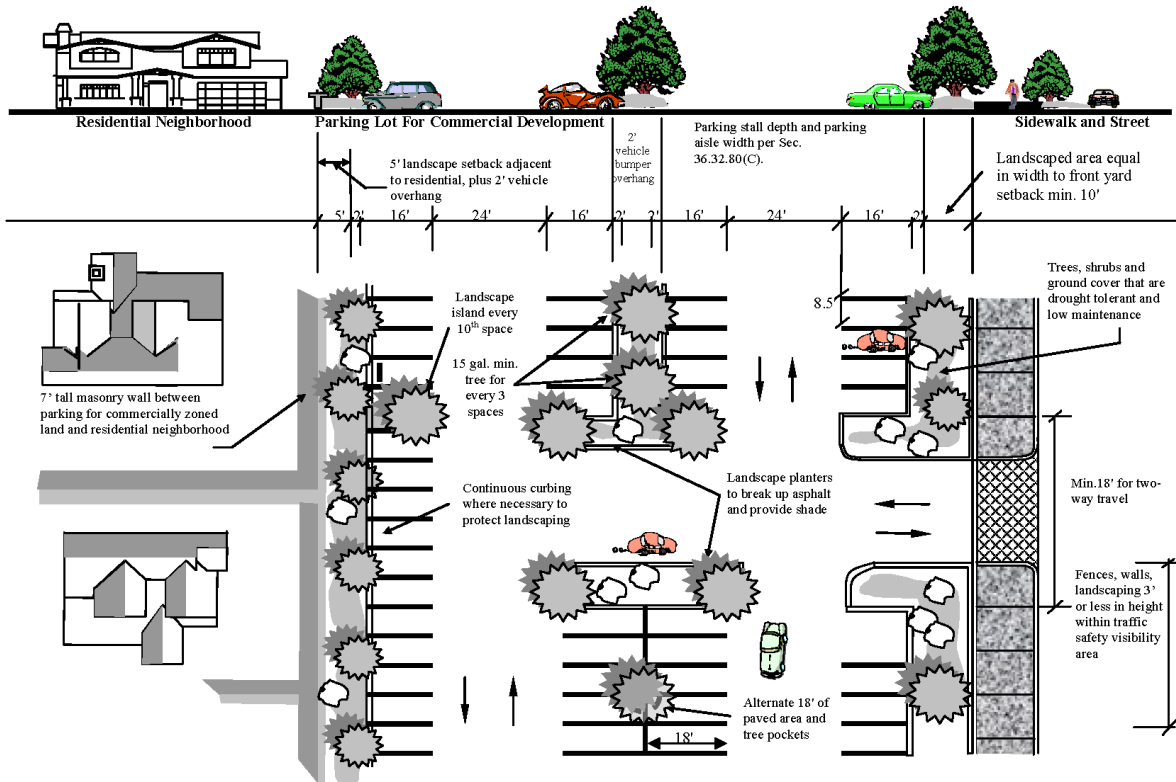 Residential Neighborhood
Parking Lot For Commercial Development
Sidewalk and Street
5' landscape setback adjacent
to residential, plus 2' vehicle
overhang
2'
vehicle
bumper
overhang
Parking stall depth and parking
aisle width per Sec.
36.32.80(C).
Landscaped area equal
in width to front yard
setback min. 10'
5'
2'
16'
24'
16'
2'
2'
16'
24'
16'
2'
Trees, shrubs and
ground cover that are
drought tolerant and
low maintenance
8.5
Landscape
island every
10th space
15 gal. min.
tree for
every 3
spaces
7' tall masonry wall between
parking for commercially zoned
land and residential neighborhood
Continuous curbing
where necessary to
protect landscaping
Landscape planters
to break up asphalt
and provide shade
Min.18' for two-
way travel
Fences, walls,
landscaping 3'
or less in height
within traffic
safety visibility
area
Alternate 18' of
paved area and
tree pockets
18'